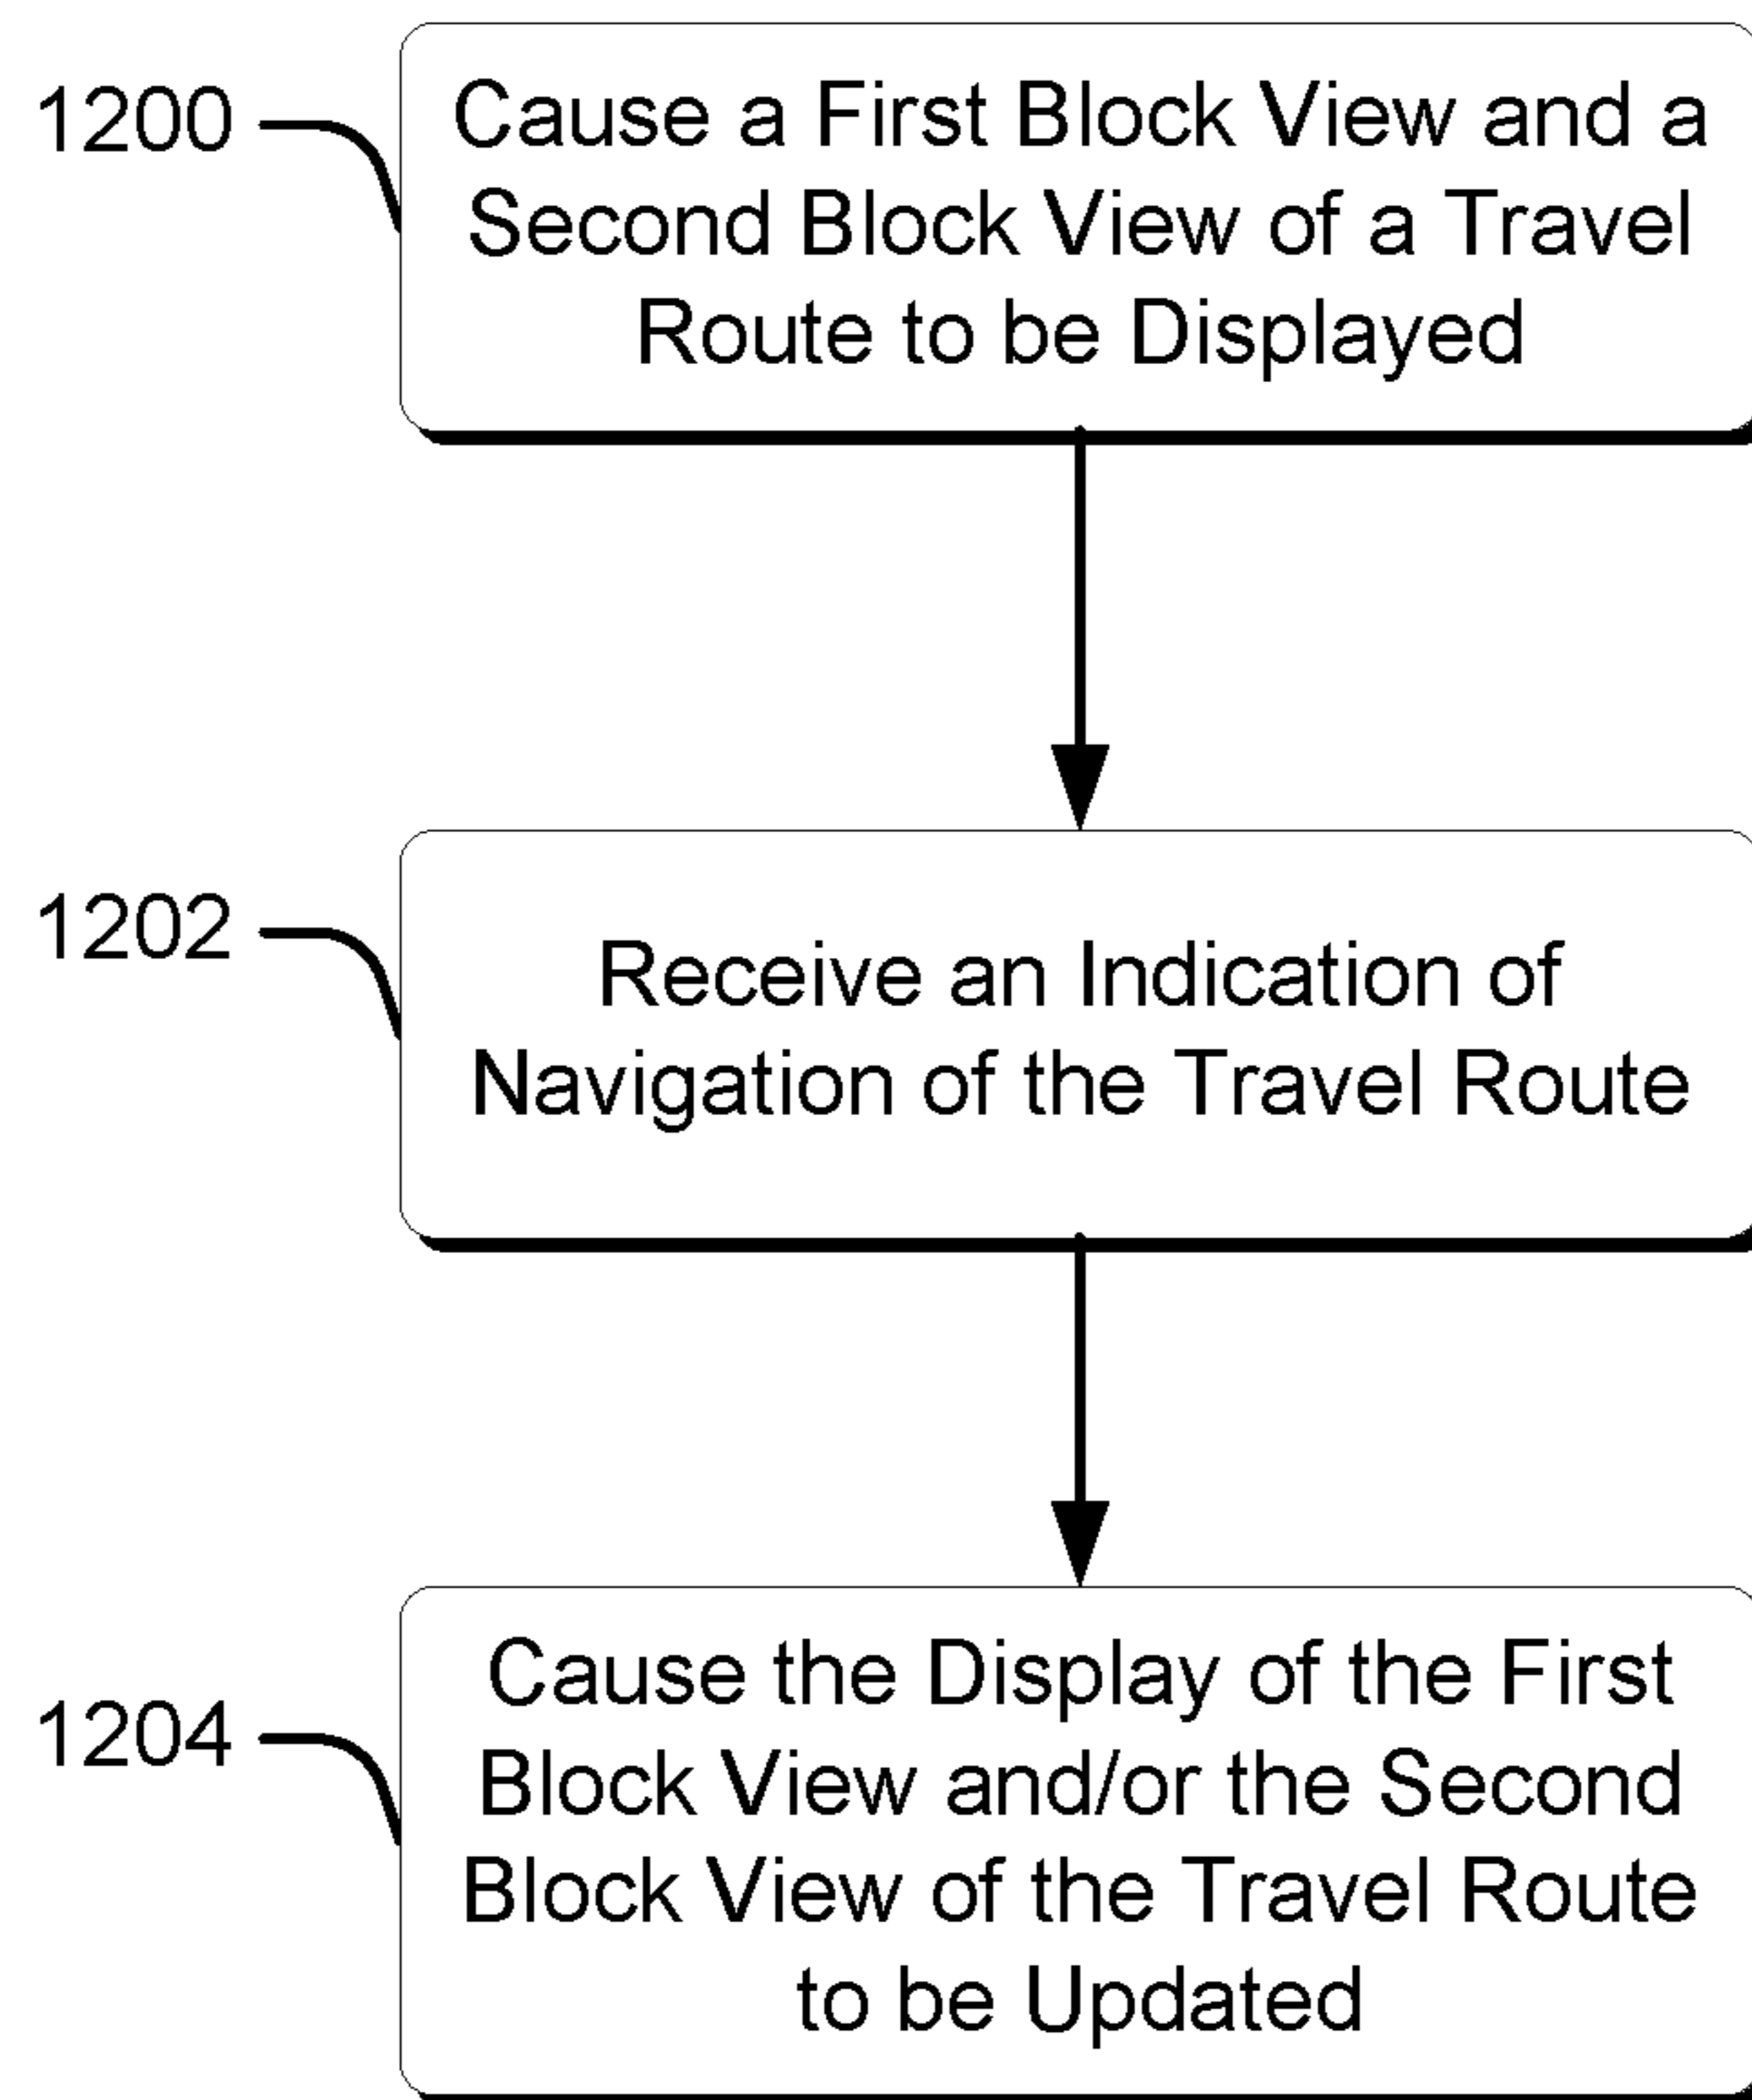 1200
Cause a First Block View and a
Second Block View of a Travel
Route to be Displayed
1202
Receive an Indication of
Navigation of the Travel Route
1204
Cause the Display of the First
Block View and/or the Second
Block View of the Travel Route
to be Updated